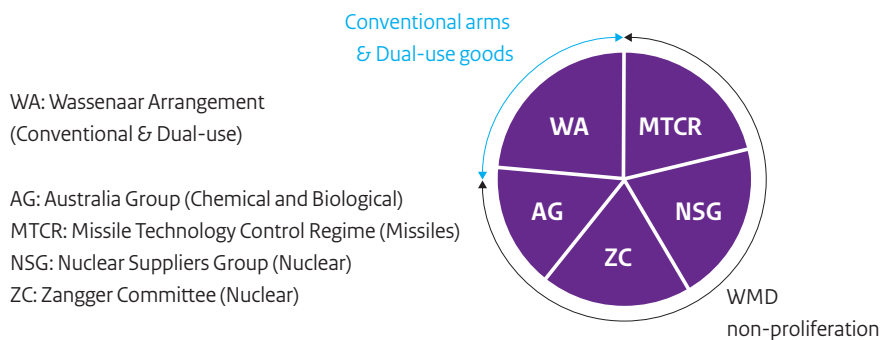 Conventional arms
& Dual-use goods
WA: Wassenaar Arrangement
(Conventional & Dual-use)
AG: Australia Group (Chemical and Biological)
MTCR: Missile Technology Control Regime (Missiles)
NSG: Nuclear Suppliers Group (Nuclear)
ZC: Zangger Committee (Nuclear)
WA
MTCR
AG
NSG
ZC
WMD
non-proliferation